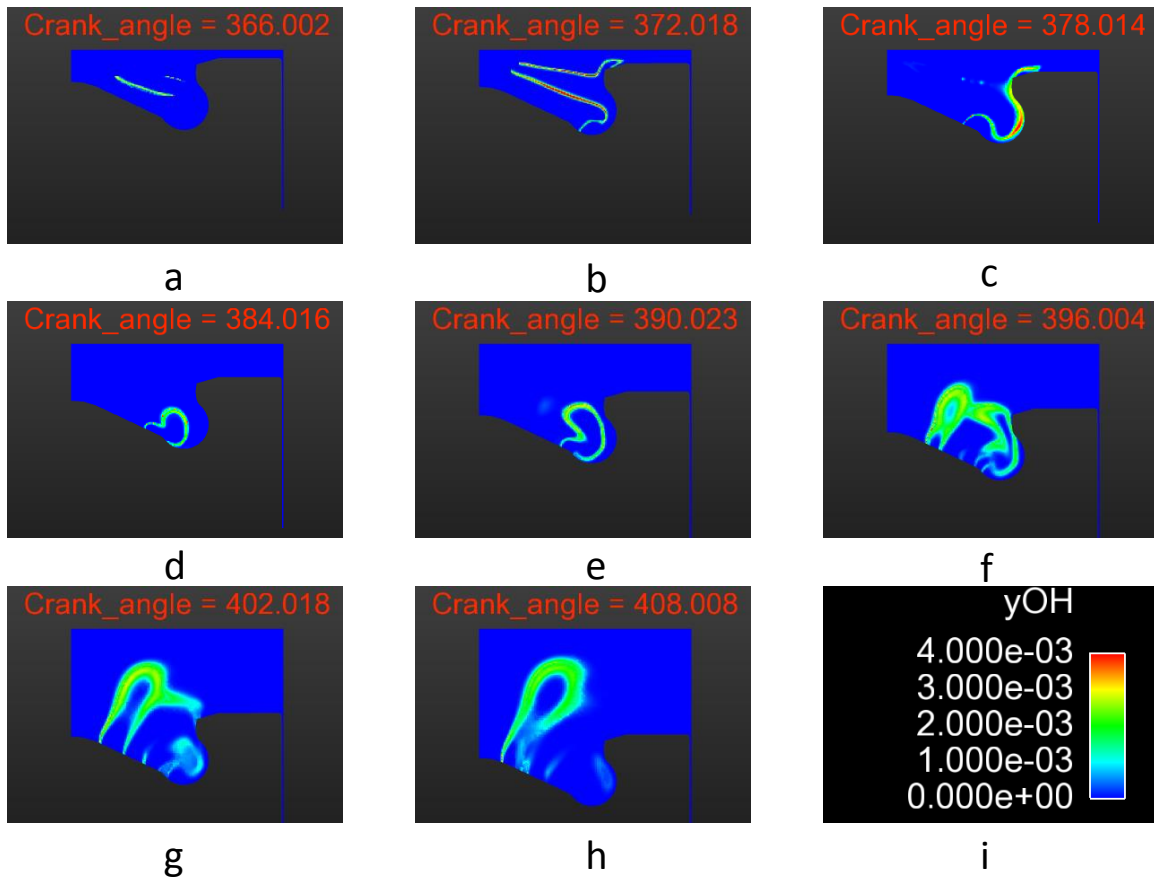 Crank_angle = 366.002
Crank_angle = 372.018
Crank_angle = 378.014
a
b
c
Crank_angle = 384.016
Crank_angle = 390.023
Crank_angle = 396.004
d
e
f
Crank_angle = 402.018
Crank_angle = 408.008
yOH
4.000e-03
3.000e-03
2.000e-03
1.000e-03
0.000e+00
g
h
i